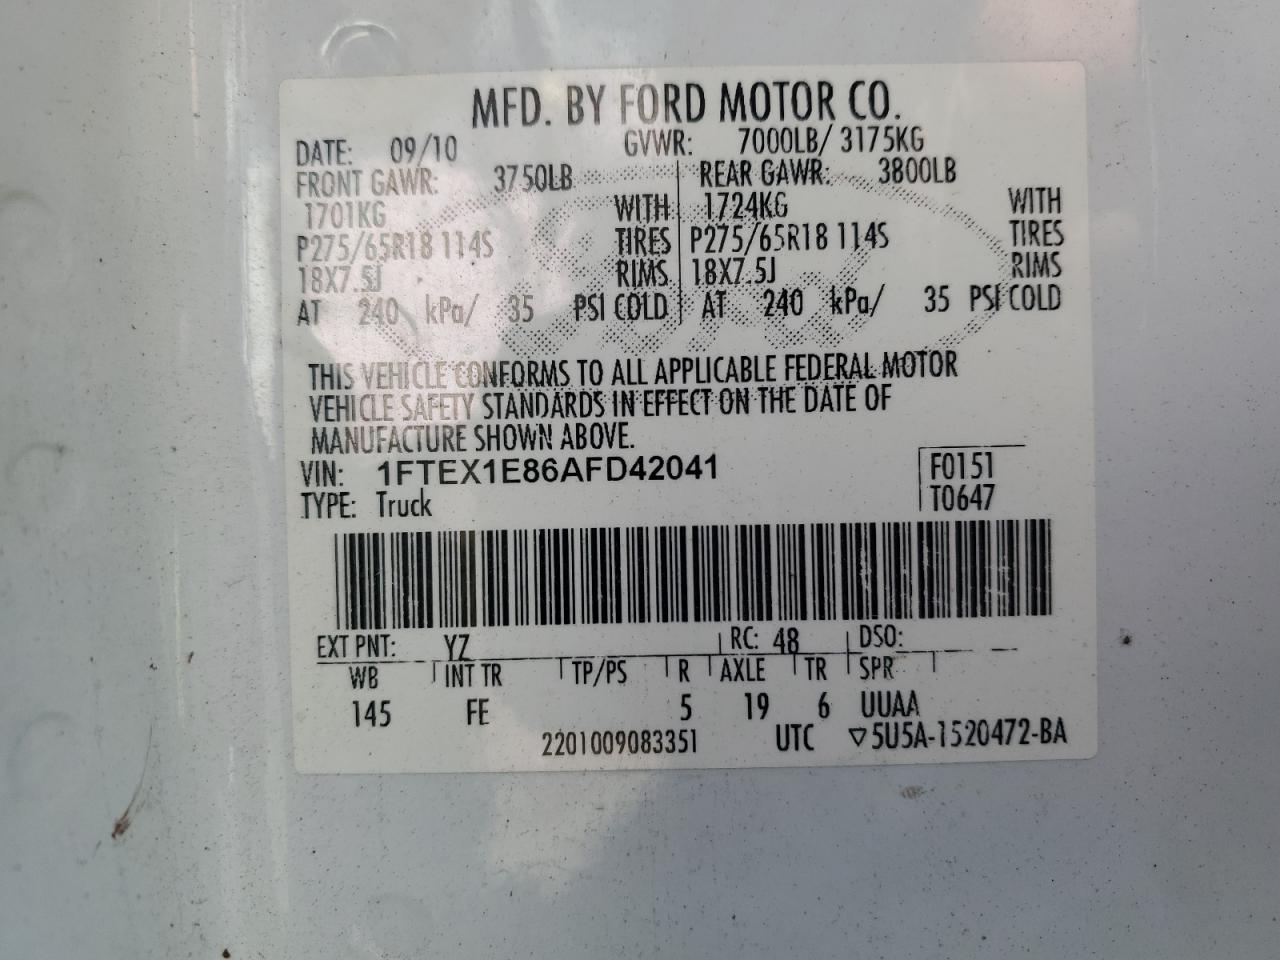 MFD. BY FORD MOTOR CO.
DATE: 09/10 GVWR: 7000LB/ 3175KG
FRONT GAWR: 3750LB REAR GAWR: 3800LB
1701KG WITH 1724KG WITH
P275/65R18 114S TIRES P275/65R18 114S TIRES
18X7.5J RIMS 18X7.5J RIMS
AT 240 kPa/ 35 PSI COLD AT 240 kPa/ 35 PSI COLD
THIS VEHICLE CONFORMS TO ALL APPLICABLE FEDERAL MOTOR
VEHICLE SAFETY STANDARDS IN EFFECT ON THE DATE OF
MANUFACTURE SHOWN ABOVE.
VIN: 1FTEX1E86AFD42041 F0151
TYPE: Truck T0647
EXT PNT: YZ RC: 48 DSO:
WB INT TR TP/PS R AXLE TR SPR
145 FE 5 19 6 UUAA
2201009083351 UTC ▽5U5A-1520472-BA